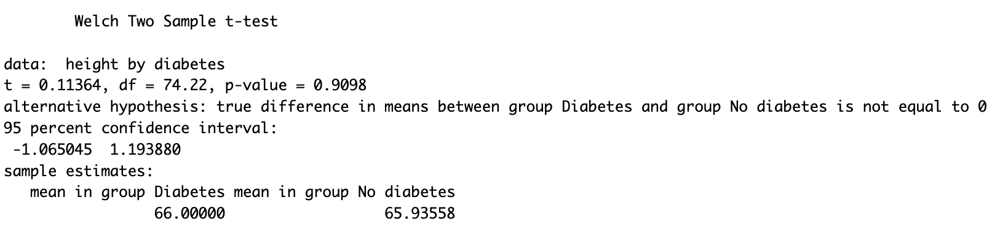 Welch Two Sample t-test
data:  height by diabetes
t = 0.11364, df = 74.22, p-value = 0.9098
alternative hypothesis: true difference in means between group Diabetes and group No diabetes is not equal to 0
95 percent confidence interval:
-1.065045  1.193880
sample estimates:
mean in group Diabetes mean in group No diabetes
66.00000 65.93558